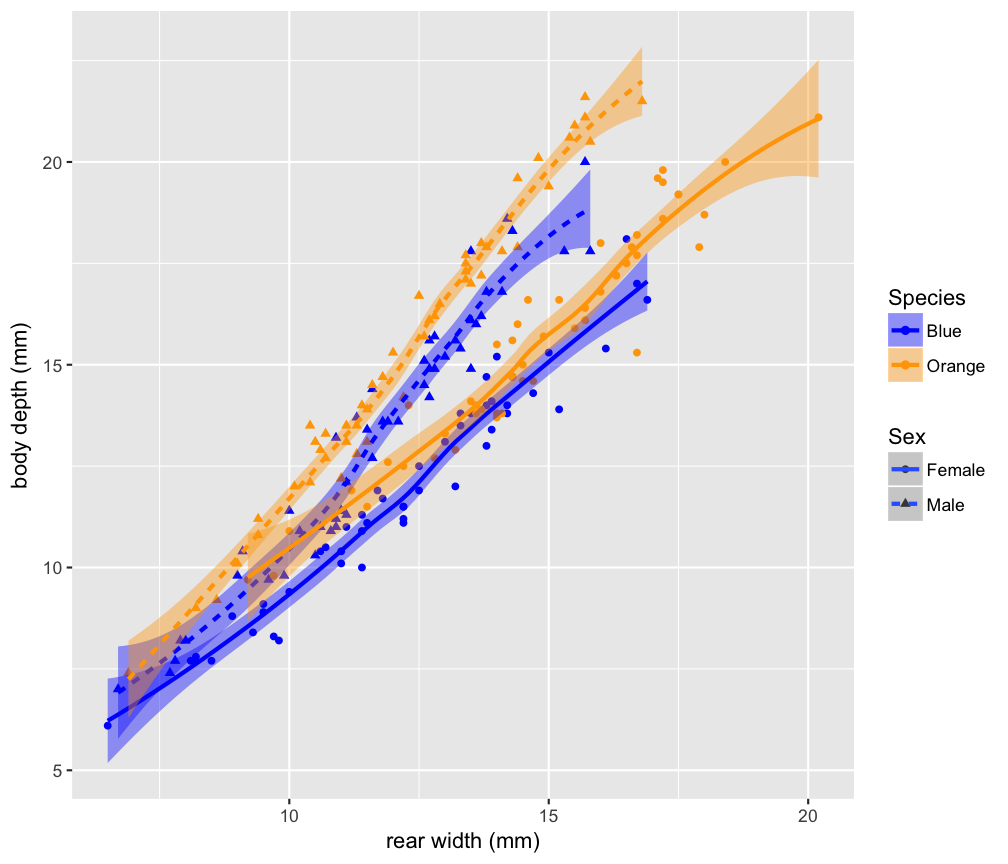 20
15
10
5
body depth (mm)
10
15
20
rear width (mm)
Species
Blue
Orange
Sex
Female
Male